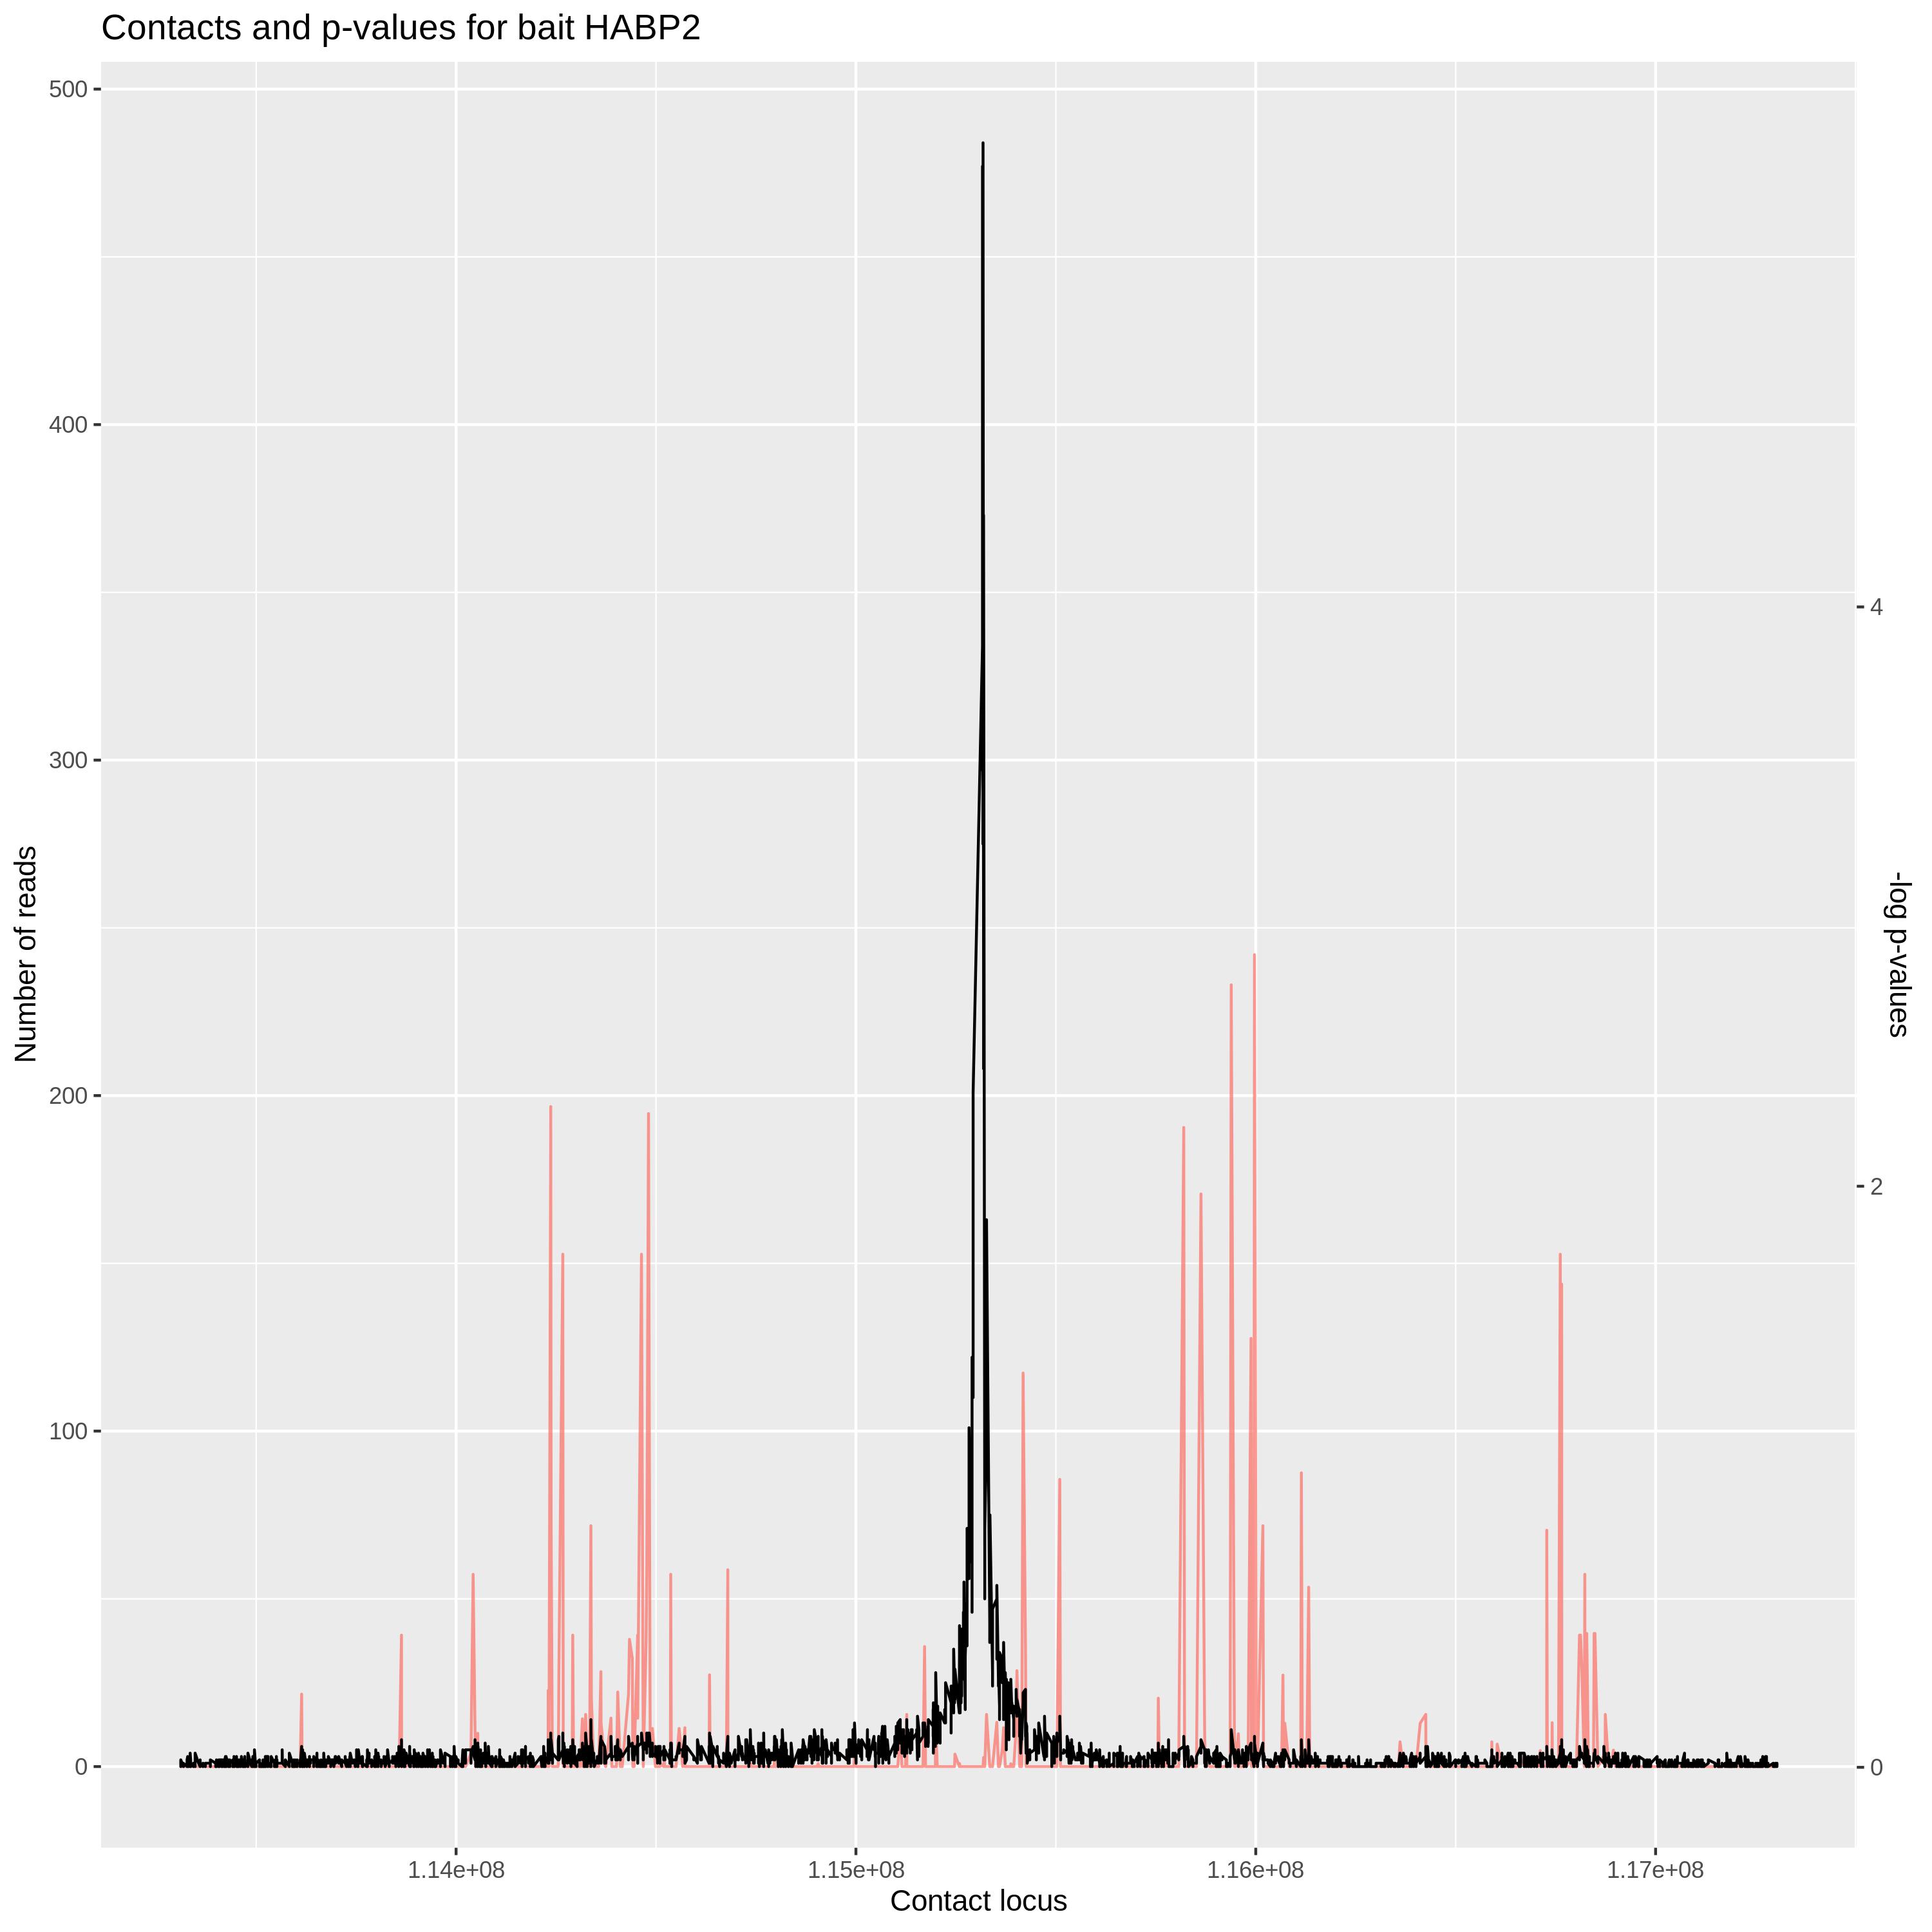 Contacts and p-values for bait HABP2
500
400
300
200
100
0
Number of reads
4
2
0
-log p-values
1.14e+08
1.15e+08
1.16e+08
1.17e+08
Contact locus